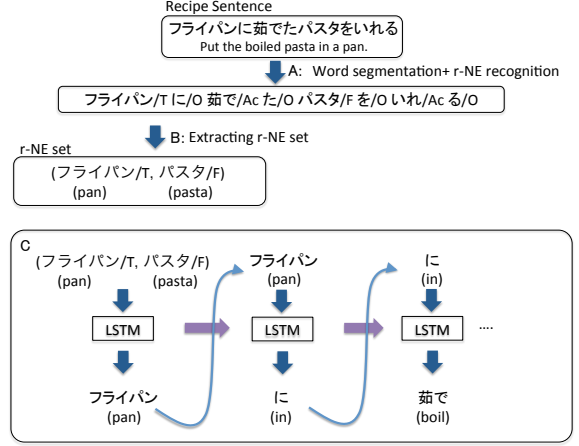 Recipe Sentence
フライパンに茹でたパスタをいれる
Put the boiled pasta in a pan.
A: Word segmentation+ r-NE recognition
フライパン/T に/O 茹で/Ac た/O パスタ/F を/O いれ/Ac る/O
B: Extracting r-NE set
r-NE set
(フライパン/T, パスタ/F)
(pan) (pasta)
C
(フライパン/T, パスタ/F) フライパン に
(pan) (pasta) (pan) (in)
LSTM LSTM LSTM ....
フライパン に 茹で
(pan) (in) (boil)